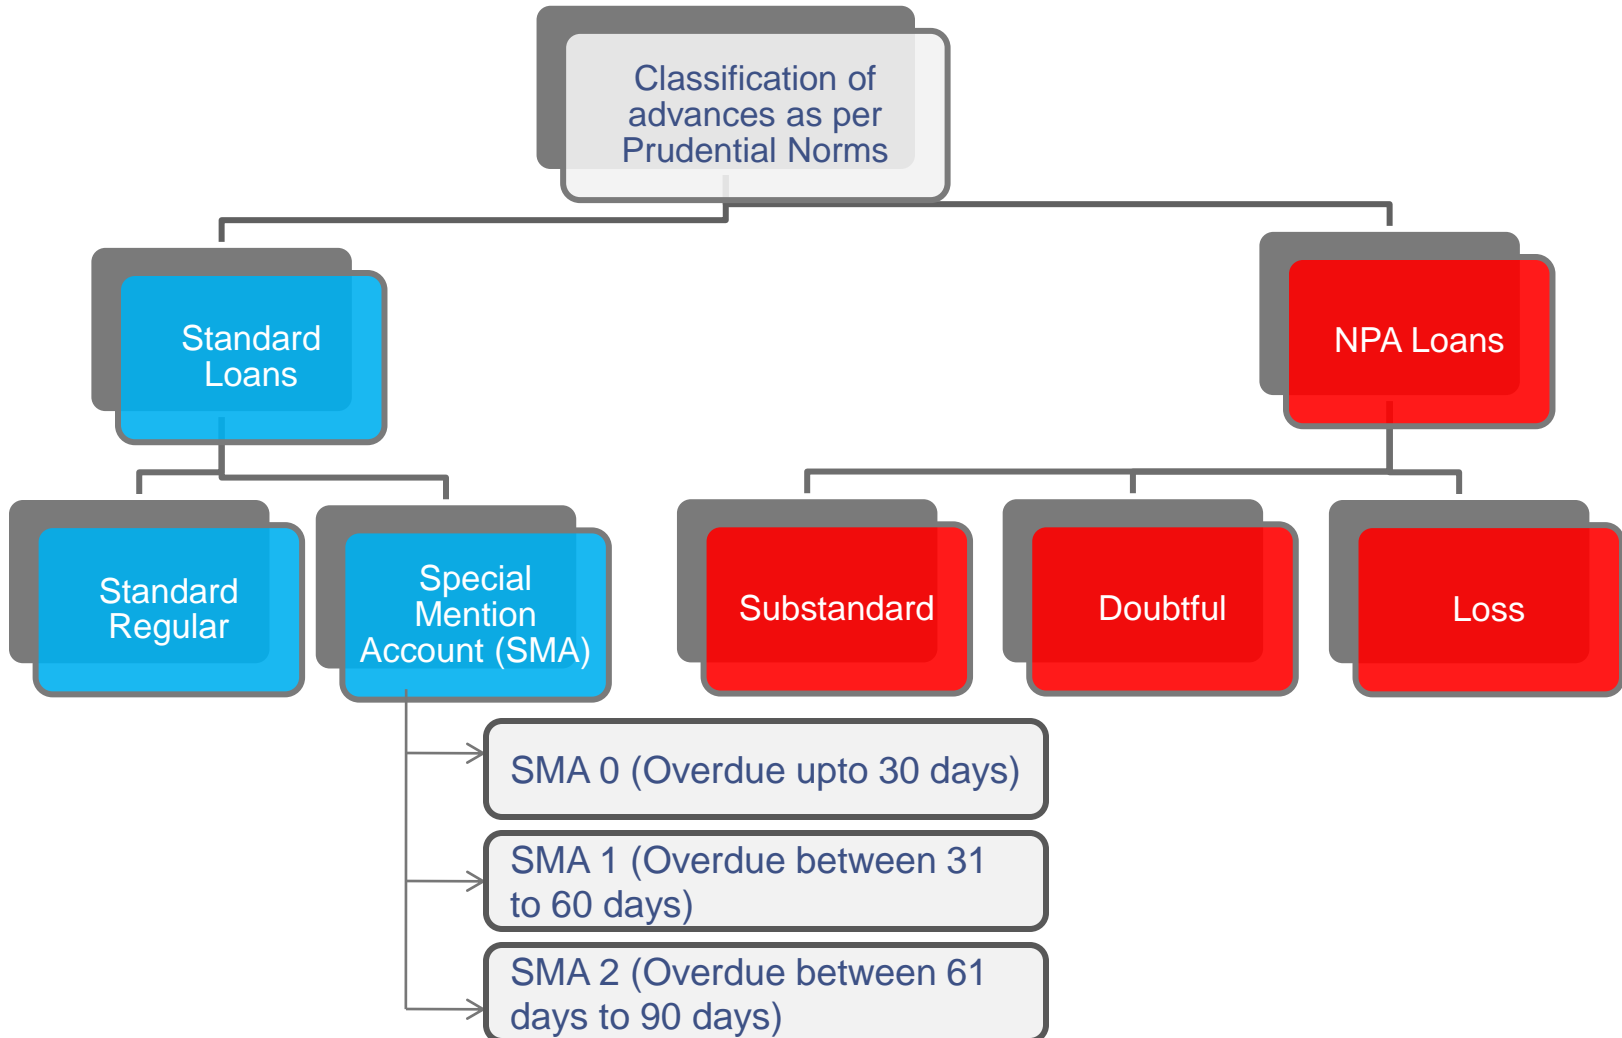 Classification of
advances as per
Prudential Norms
Standard
Loans
NPA Loans
Standard
Regular
Special
Mention
Account (SMA)
Substandard
Doubtful
Loss
SMA 0 (Overdue upto 30 days)
SMA 1 (Overdue between 31
to 60 days)
SMA 2 (Overdue between 61
days to 90 days)